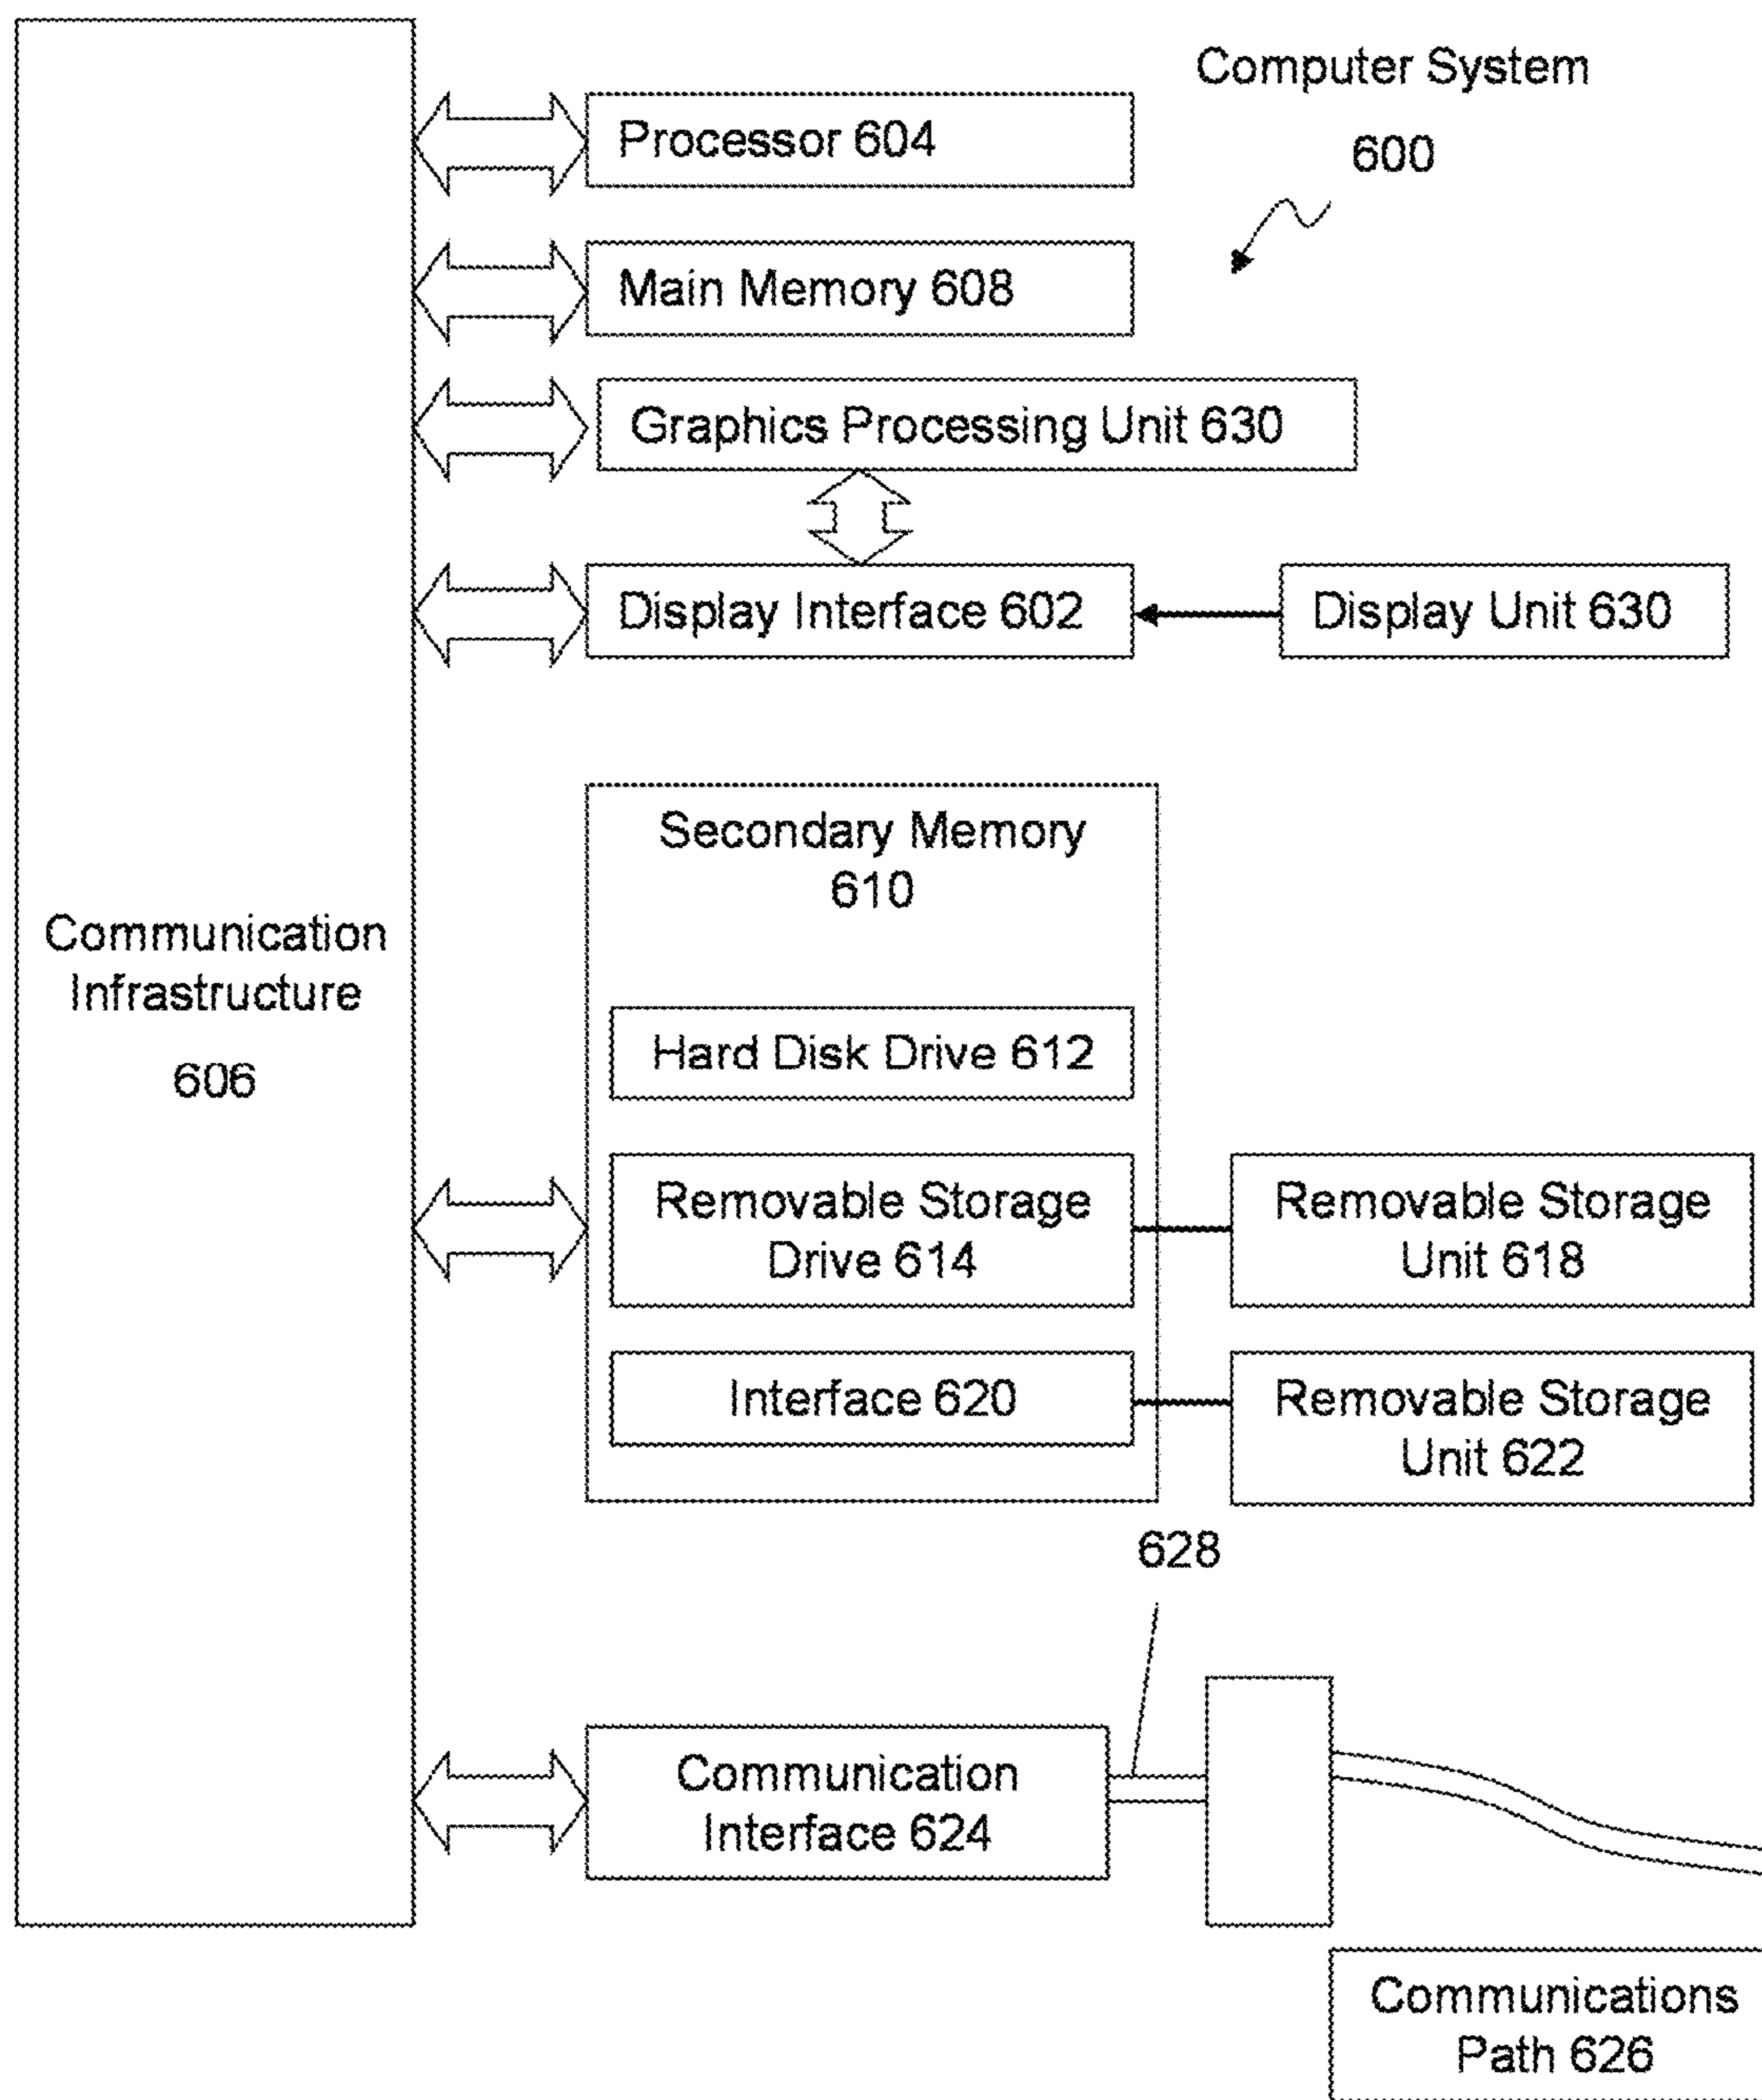 Computer System
600
Processor 604
Main Memory 608
Graphics Processing Unit 630
Display Interface 602
Display Unit 630
Secondary Memory
610
Communication
Infrastructure
606
Hard Disk Drive 612
Removable Storage
Drive 614
Removable Storage
Unit 618
Interface 620
Removable Storage
Unit 622
628
Communication
Interface 624
Communications
Path 626